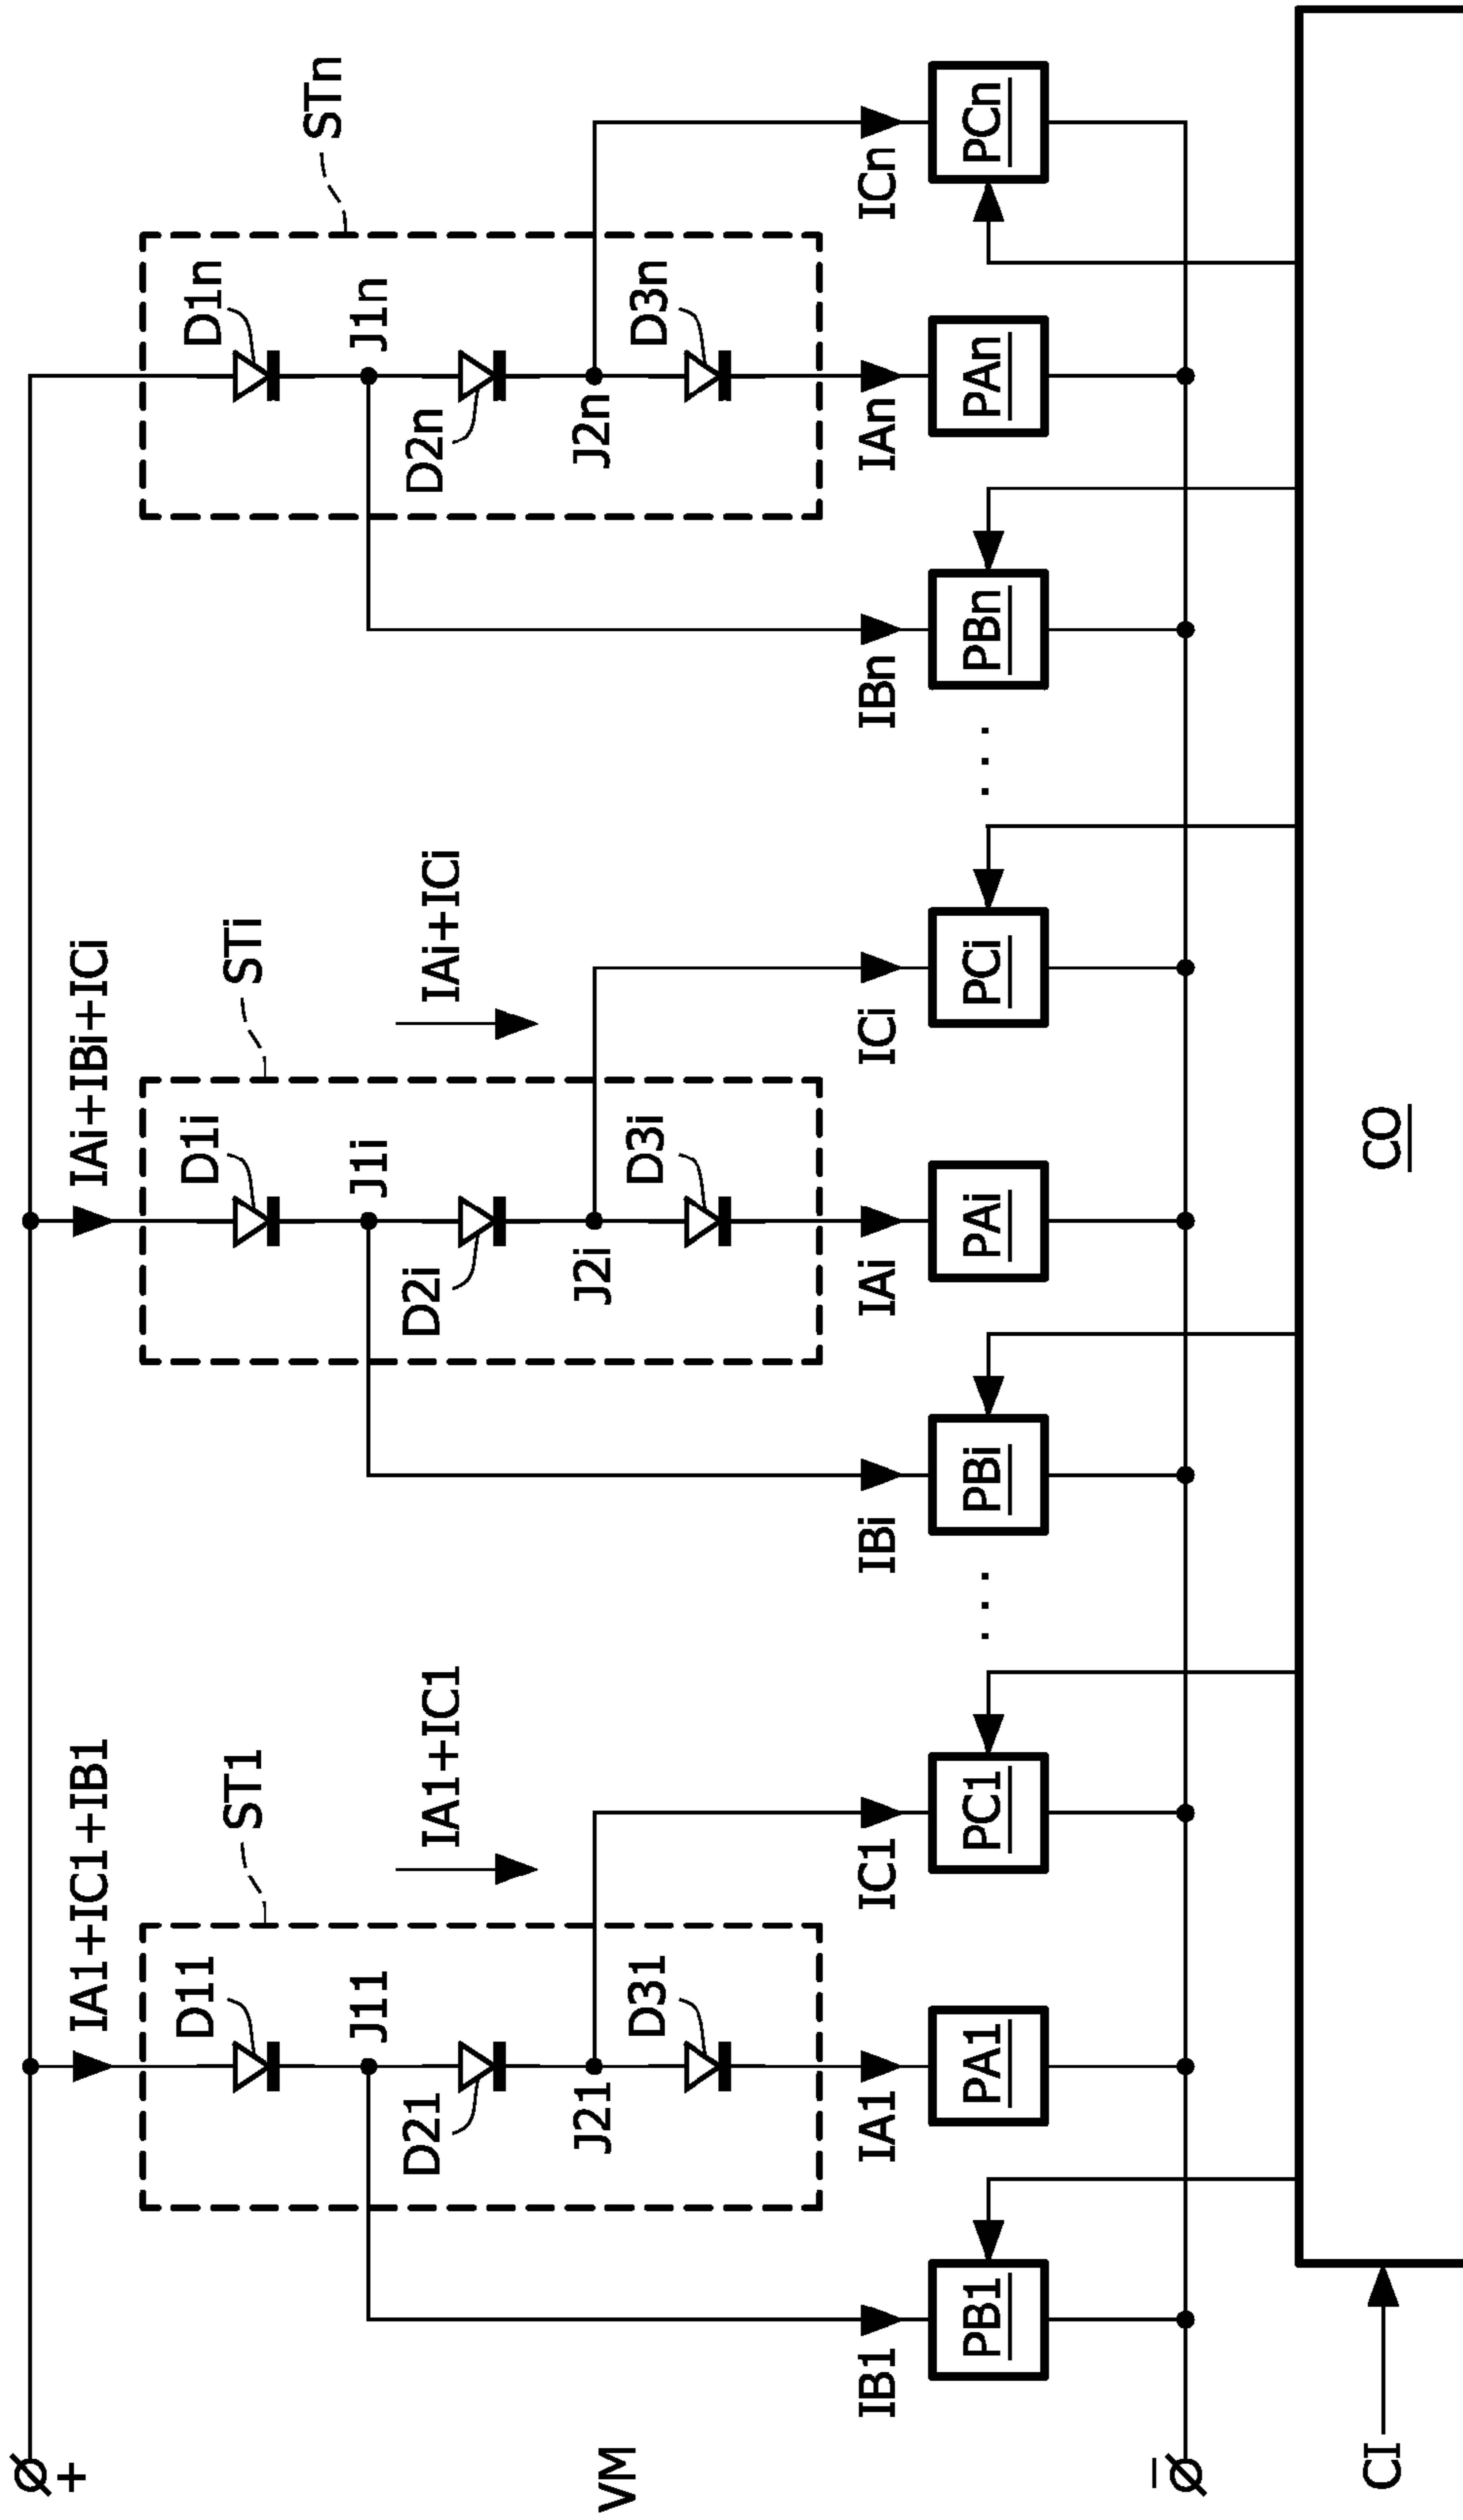 IA1+IC1+IB1
IAi+IBi+ICi
ST1
STi
STn
D11
D1i
D1n
J11
J1i
J1n
IA1+IC1
IAi+ICi
D21
D2i
D2n
J21
J2i
J2n
D31
D3i
D3n
+
VM
–
IB1
IA1
IC1
IBi
IAi
ICi
IBn
IAn
ICn
PB1
PA1
PC1
. . .
PBi
PAi
PCi
. . .
PBn
PAn
PCn
CI
CO